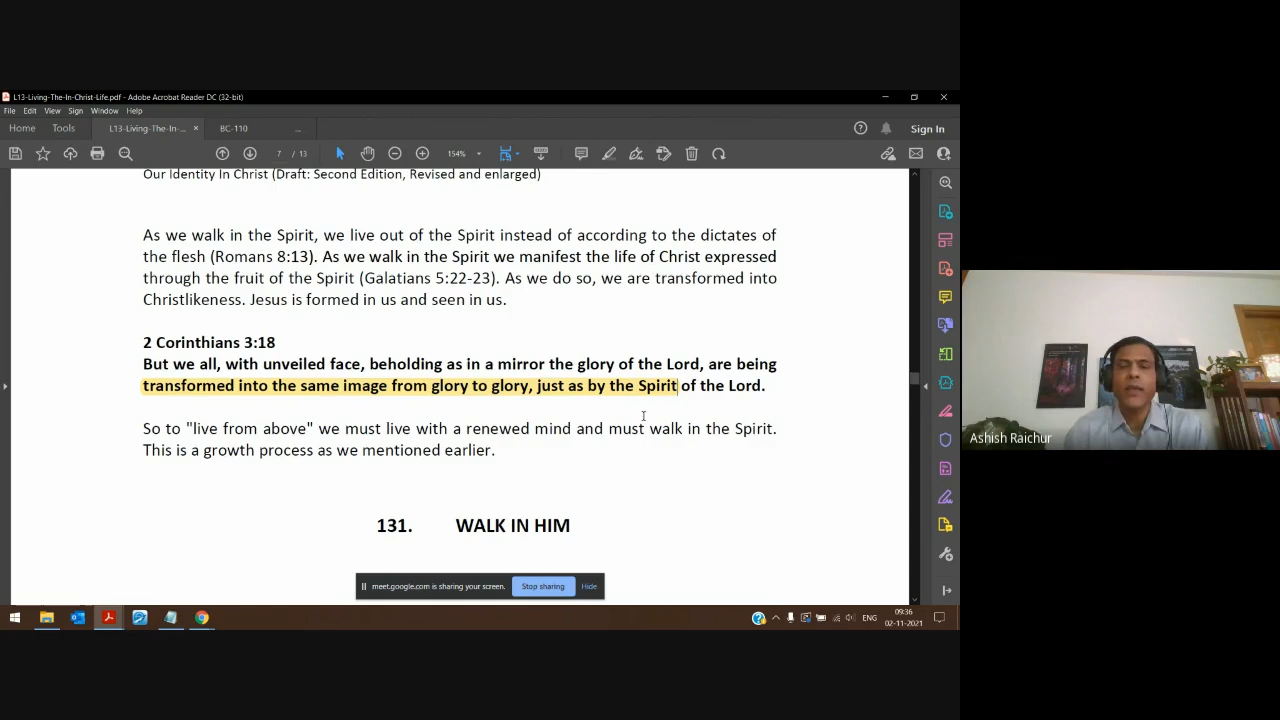 L13-Living-The-In-Christ-Life.pdf - Adobe Acrobat Reader DC (32-bit)
File Edit View Sign Window Help
Home Tools L13-Living-The-In-... × BC-110 ...
Sign In
7 / 13 154%
Our Identity In Christ (Draft: Second Edition, Revised and enlarged)
As we walk in the Spirit, we live out of the Spirit instead of according to the dictates of
the flesh (Romans 8:13). As we walk in the Spirit we manifest the life of Christ expressed
through the fruit of the Spirit (Galatians 5:22-23). As we do so, we are transformed into
Christlikeness. Jesus is formed in us and seen in us.
2 Corinthians 3:18
But we all, with unveiled face, beholding as in a mirror the glory of the Lord, are being
transformed into the same image from glory to glory, just as by the Spirit of the Lord.
So to "live from above" we must live with a renewed mind and must walk in the Spirit.
This is a growth process as we mentioned earlier.
131. WALK IN HIM
meet.google.com is sharing your screen. Stop sharing Hide
ENG
09:36
02-11-2021
Ashish Raichur